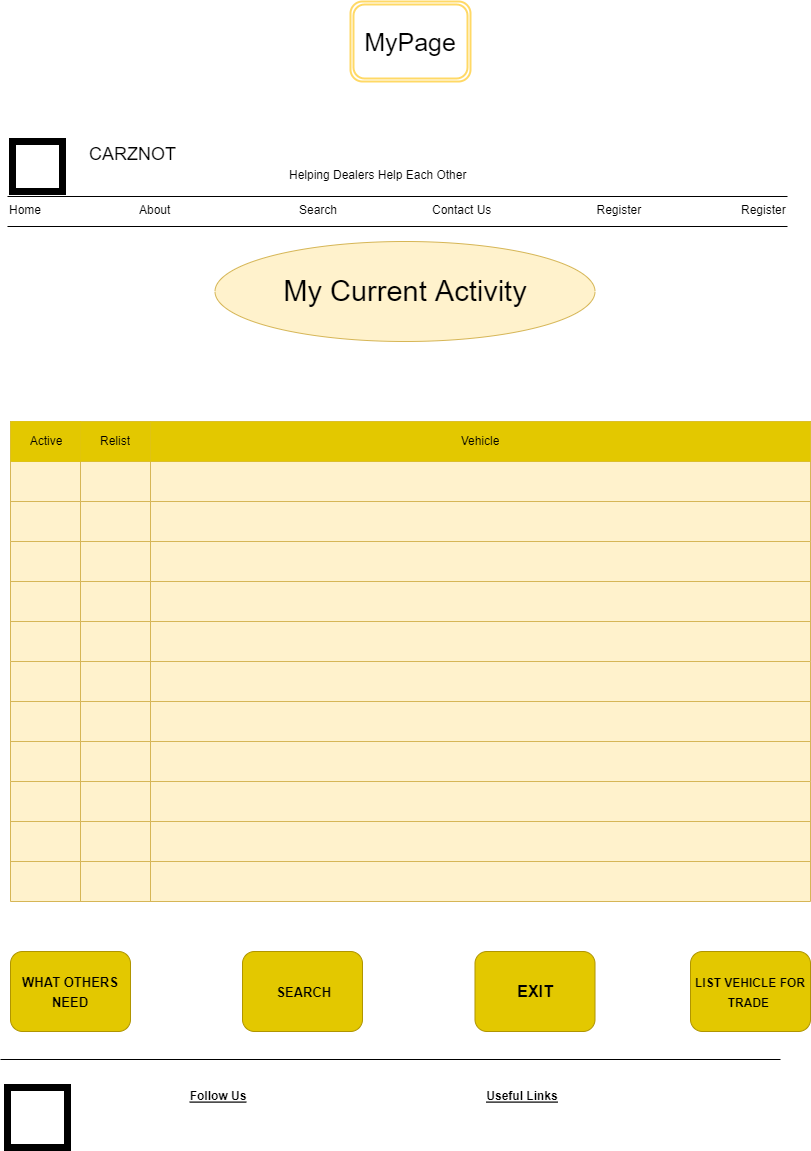 MyPage
CARZNOT
Helping Dealers Help Each Other
Home About Search Contact Us Register Register
My Current Activity
Active Relist Vehicle
WHAT OTHERS
NEED
SEARCH
EXIT
LIST VEHICLE FOR
TRADE
Follow Us Useful Links